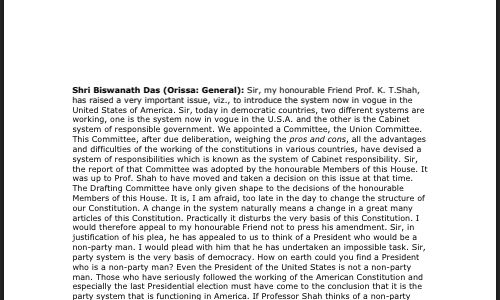 Shri Biswanath Das (Orissa: General): Sir, my honourable Friend Prof. K. T.Shah,
has raised a very important issue, viz., to introduce the system now in vogue in the
United States of America. Sir, today in democratic countries, two different systems are
working, one is the system now in vogue in the U.S.A. and the other is the Cabinet
system of responsible government. We appointed a Committee, the Union Committee.
This Committee, after due deliberation, weighing the pros and cons, all the advantages
and difficulties of the working of the constitutions in various countries, have devised a
system of responsibilities which is known as the system of Cabinet responsibility. Sir,
the report of that Committee was adopted by the honourable Members of this House. It
was up to Prof. Shah to have moved and taken a decision on this issue at that time.
The Drafting Committee have only given shape to the decisions of the honourable
Members of this House. It is, I am afraid, too late in the day to change the structure of
our Constitution. A change in the system naturally means a change in a great many
articles of this Constitution. Practically it disturbs the very basis of this Constitution. I
would therefore appeal to my honourable Friend not to press his amendment. Sir, in
justification of his plea, he has appealed to us to think of a President who would be a
non-party man. I would plead with him that he has undertaken an impossible task. Sir,
party system is the very basis of democracy. How on earth could you find a President
who is a non-party man? Even the President of the United States is not a non-party
man. Those who have seriously followed the working of the American Constitution and
especially the last Presidential election must have come to the conclusion that it is the
party system that is functioning in America. If Professor Shah thinks of a non-party